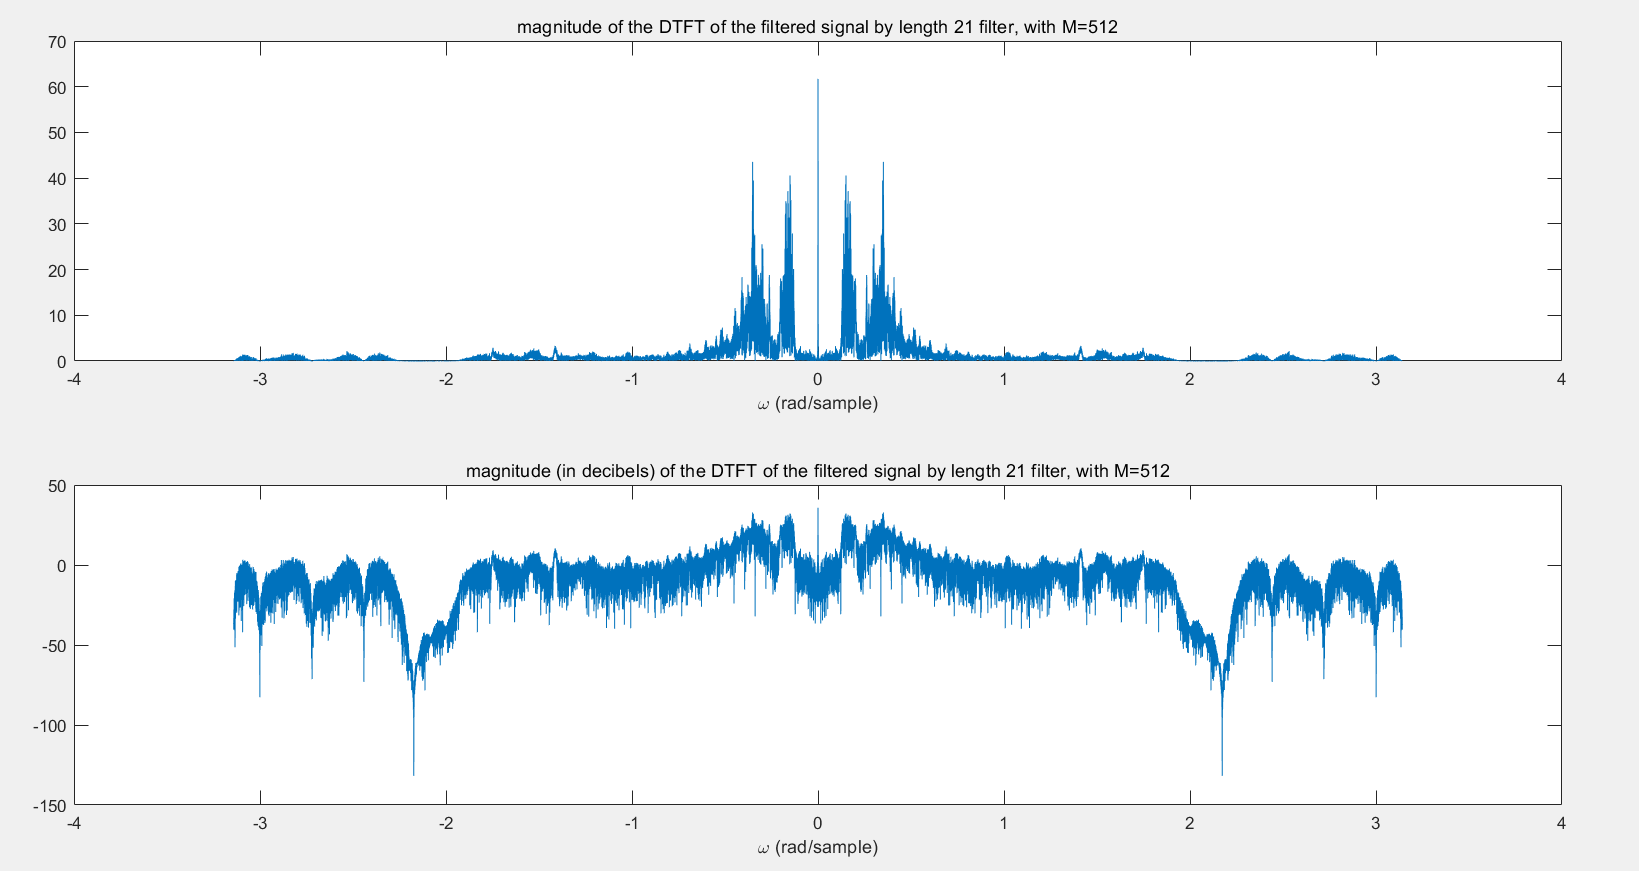 magnitude of the DTFT of the filtered signal by length 21 filter, with M=512
70
60
50
40
30
20
10
0
-4 -3 -2 -1 0 1 2 3 4
ω (rad/sample)
magnitude (in decibels) of the DTFT of the filtered signal by length 21 filter, with M=512
50
0
-50
-100
-150
-4 -3 -2 -1 0 1 2 3 4
ω (rad/sample)